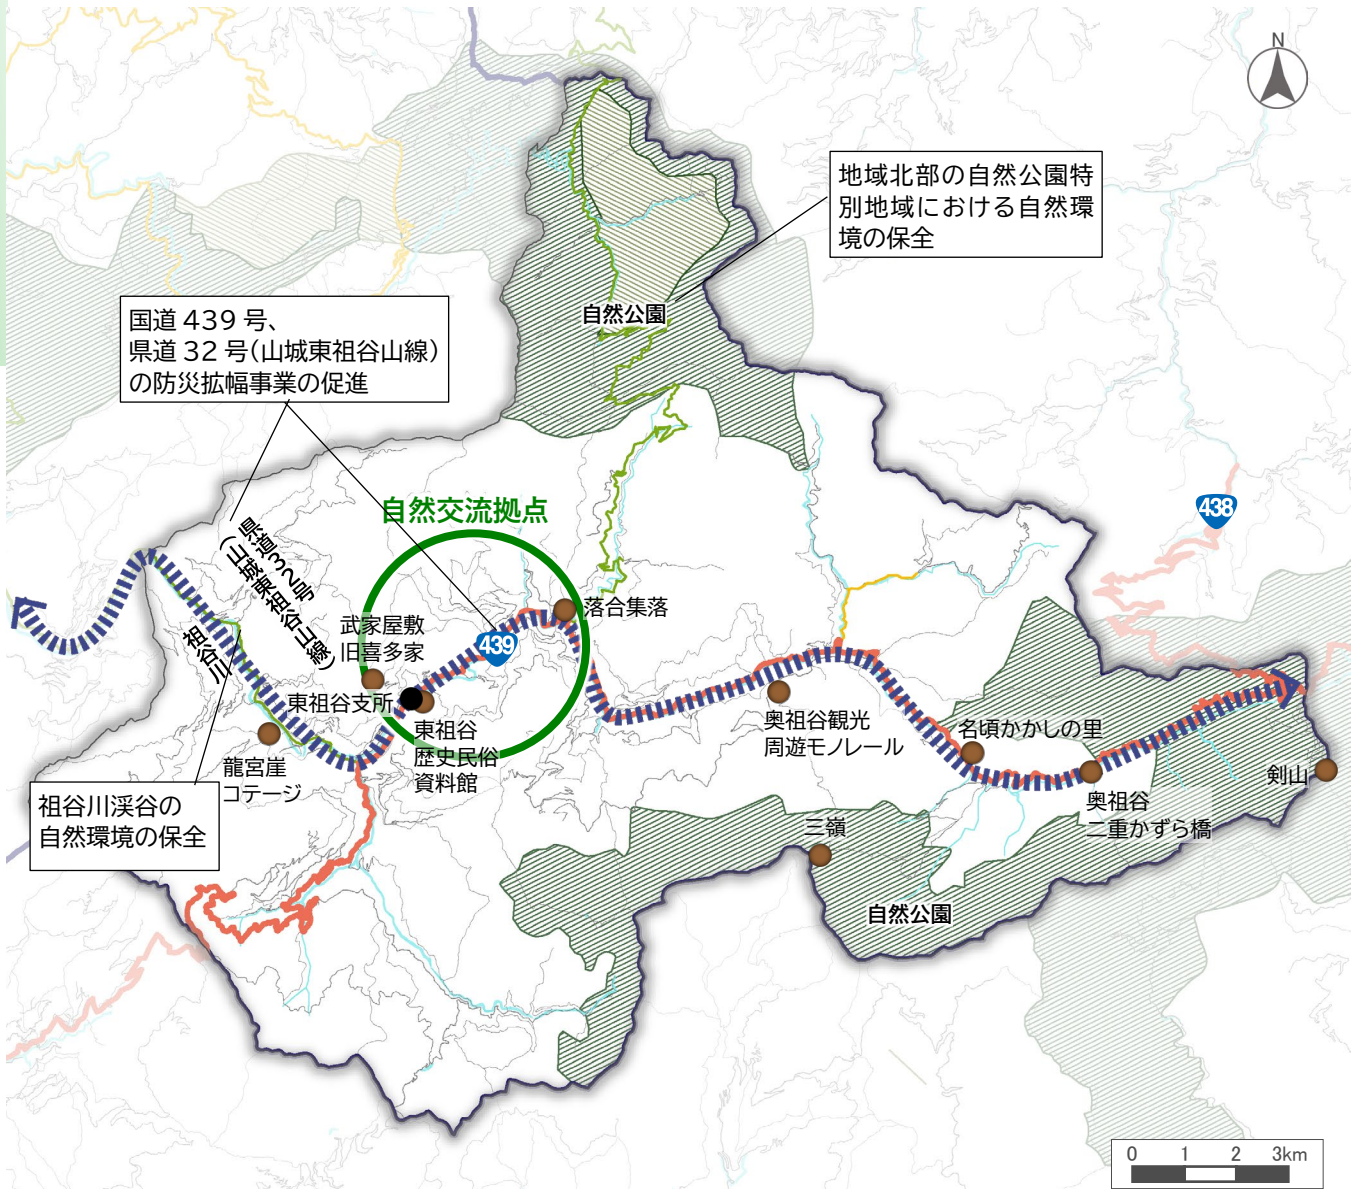 N
地域北部の自然公園特
別地域における自然環
境の保全
自然公園
国道 439 号、
県道 32 号(山城東祖谷山線)
の防災拡幅事業の促進
自然交流拠点
438
県道32号
(山城東祖谷山線)
祖谷川
武家屋敷
旧喜多家
439
落合集落
東祖谷支所
東祖谷
歴史民俗
資料館
龍宮崖
コテージ
奥祖谷観光
周遊モノレール
名頃かかしの里
奥祖谷
二重かずら橋
剣山
三嶺
祖谷川渓谷の
自然環境の保全
自然公園
0 1 2 3km